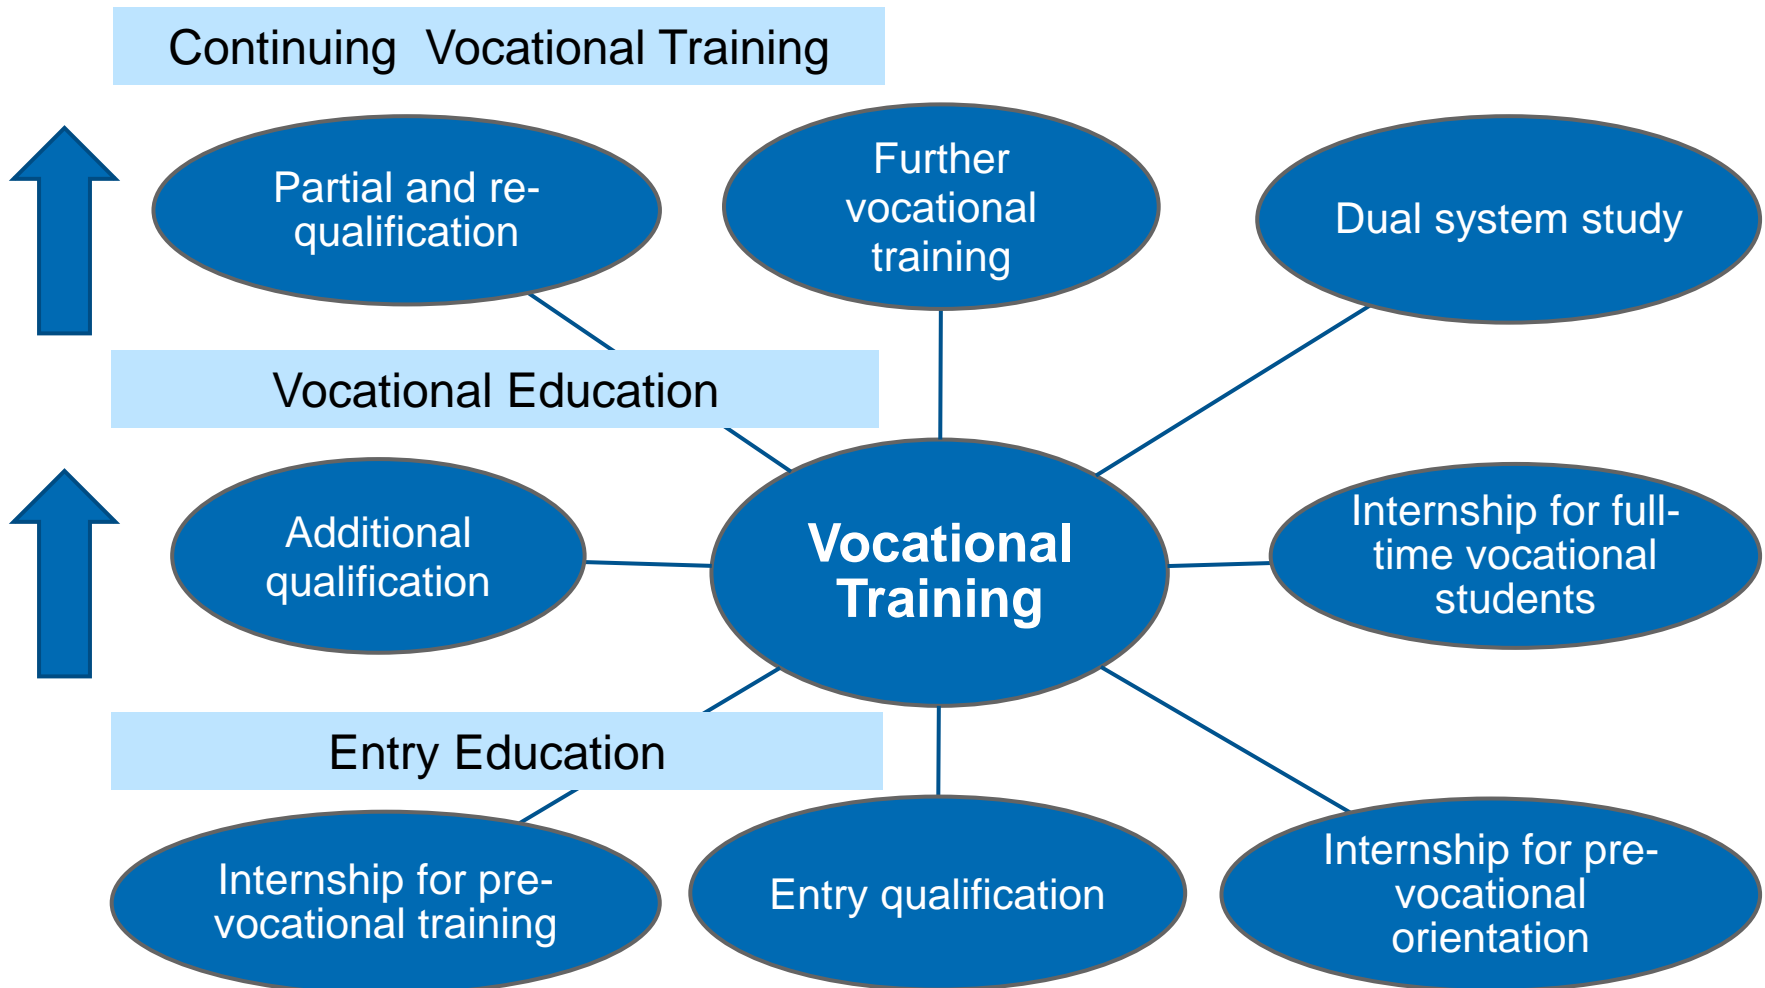 Continuing  Vocational Training
Partial and re-
qualification
Further
vocational
training
Dual system study
Vocational Education
Additional
qualification
Vocational
Training
Internship for full-
time vocational
students
Entry Education
Internship for pre-
vocational training
Entry qualification
Internship for pre-
vocational
orientation